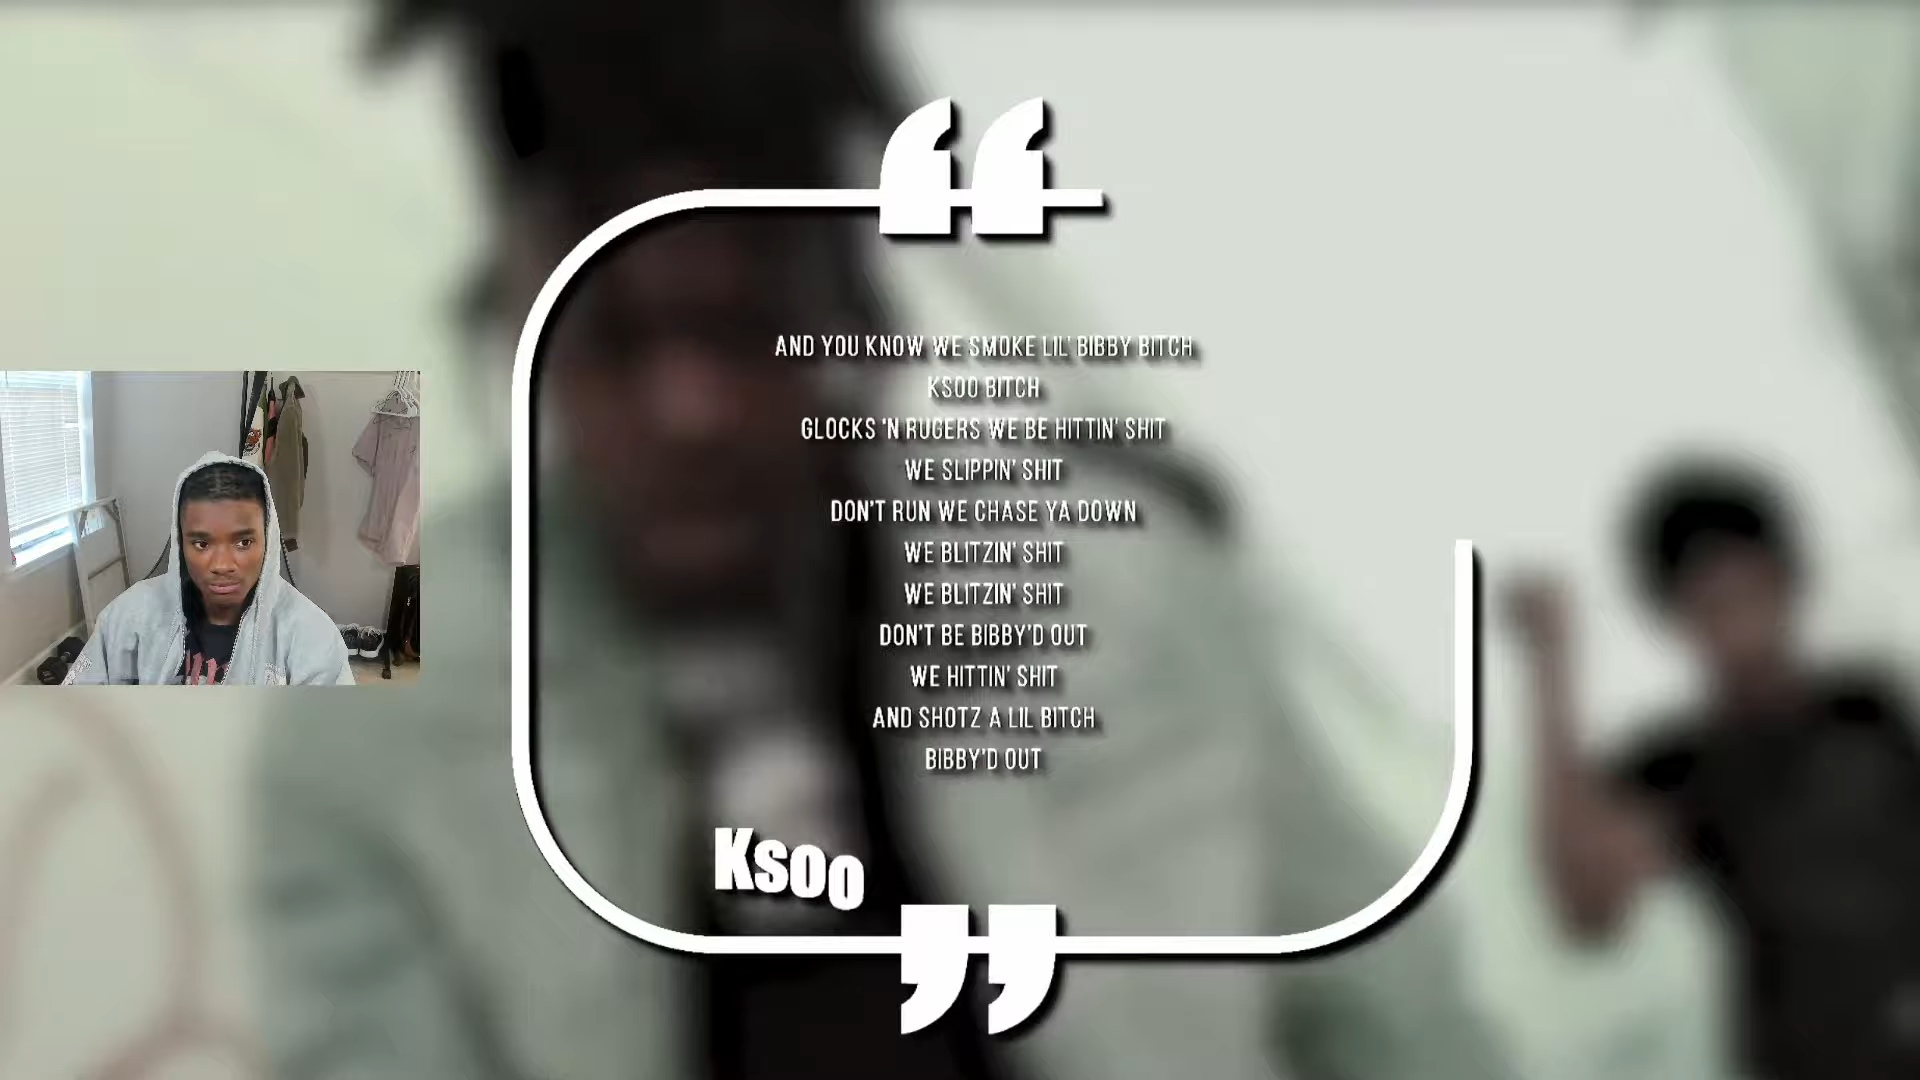 AND YOU KNOW WE SMOKE LIL' BIBBY BITCH
KSOO BITCH
GLOCKS 'N RUGERS WE BE HITTIN' SHIT
WE SLIPPIN' SHIT
DON'T RUN WE CHASE YA DOWN
WE BLITZIN' SHIT
WE BLITZIN' SHIT
DON'T BE BIBBY'D OUT
WE HITTIN' SHIT
AND SHOTZ A LIL BITCH
BIBBY'D OUT
Ksoo